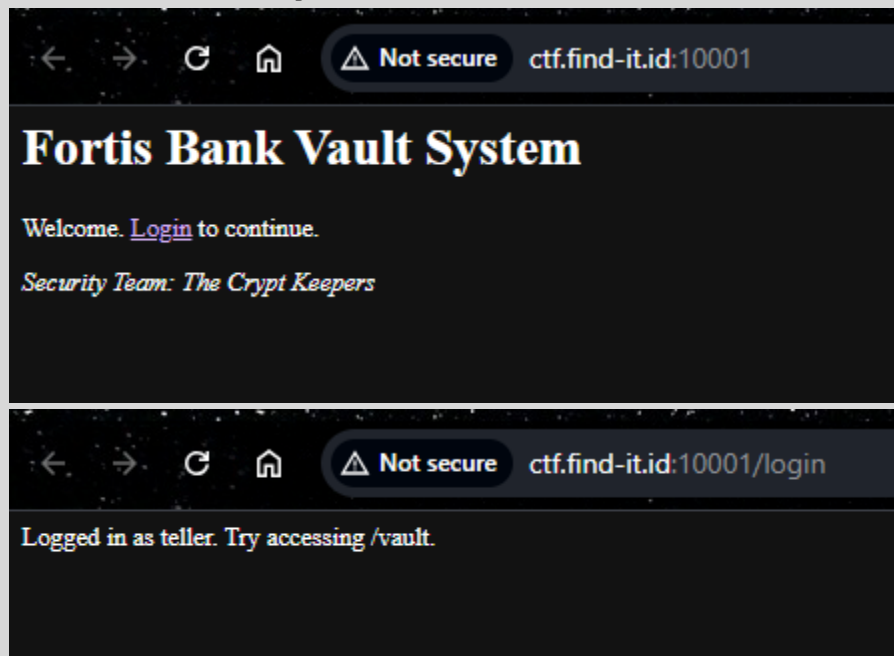 Not secure ctf.find-it.id:10001
Fortis Bank Vault System
Welcome. Login to continue.
Security Team: The Crypt Keepers
Not secure ctf.find-it.id:10001/login
Logged in as teller. Try accessing /vault.